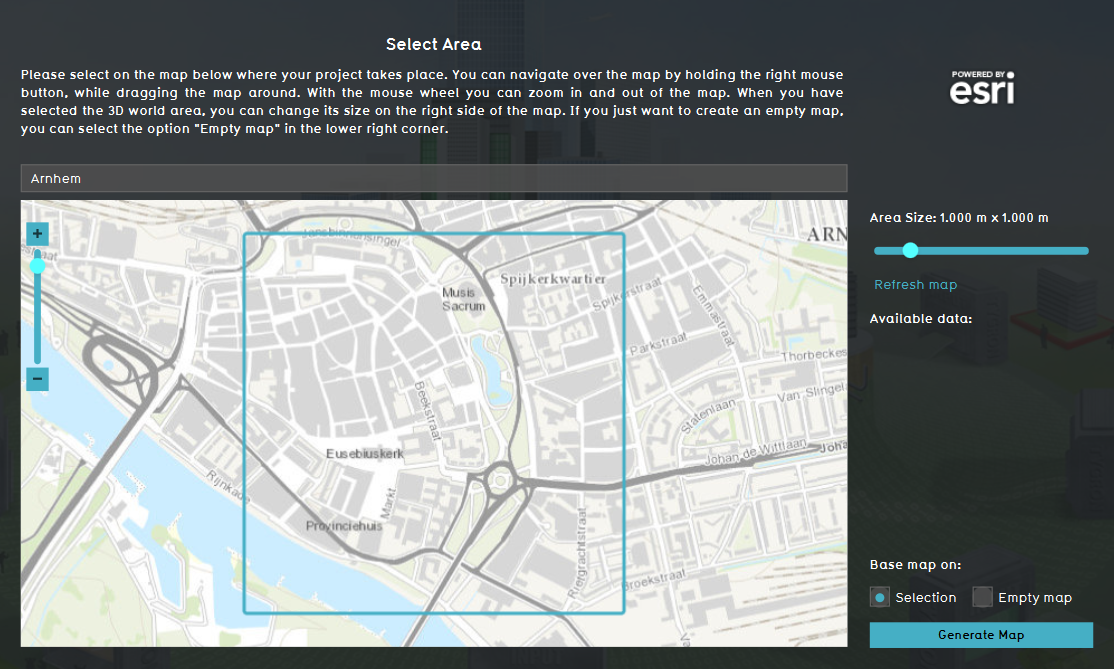 Select Area
Please select on the map below where your project takes place. You can navigate over the map by holding the right mouse
button, while dragging the map around. With the mouse wheel you can zoom in and out of the map. When you have
selected the 3D world area, you can change its size on the right side of the map. If you just want to create an empty map,
you can select the option "Empty map" in the lower right corner.
POWERED BY
esri
Arnhem
+
−
Jansbinnensingel
ARN
Spijkerkwartier
Musis
Sacrum
Spijkerstraat
Emmastraat
Parkstraat
Thorbeckes
Van Slingel
Statenlaan
Beekstraat
Johan de Wittlaan
Joha
Eusebiuskerk
Rijnkade
Markt
Provinciehuis
Riergrachtstraat
Broekstraat
Va
Area Size: 1.000 m x 1.000 m
Refresh map
Available data:
Base map on:
Selection
Empty map
Generate Map